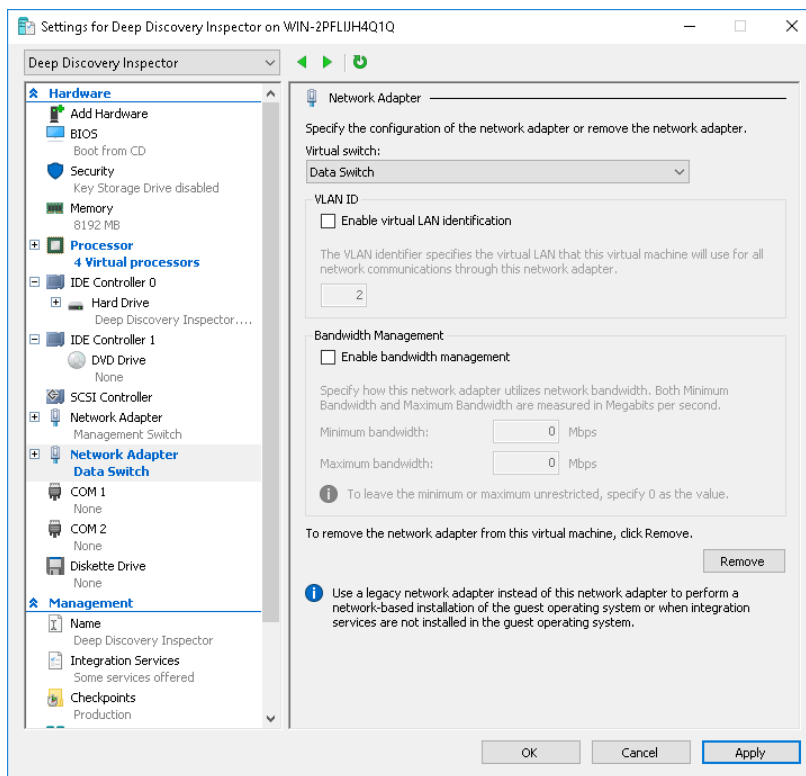 Settings for Deep Discovery Inspector on WIN-2PFLIJH4Q1Q
Deep Discovery Inspector
Hardware
Add Hardware
BIOS
Boot from CD
Security
Key Storage Drive disabled
Memory
8192 MB
Processor
4 Virtual processors
IDE Controller 0
Hard Drive
Deep Discovery Inspector....
IDE Controller 1
DVD Drive
None
SCSI Controller
Network Adapter
Management Switch
Network Adapter
Data Switch
COM 1
None
COM 2
None
Diskette Drive
None
Management
Name
Deep Discovery Inspector
Integration Services
Some services offered
Checkpoints
Production
Network Adapter
Specify the configuration of the network adapter or remove the network adapter.
Virtual switch:
Data Switch
VLAN ID
Enable virtual LAN identification
The VLAN identifier specifies the virtual LAN that this virtual machine will use for all
network communications through this network adapter.
2
Bandwidth Management
Enable bandwidth management
Specify how this network adapter utilizes network bandwidth. Both Minimum
Bandwidth and Maximum Bandwidth are measured in Megabits per second.
Minimum bandwidth: 0 Mbps
Maximum bandwidth: 0 Mbps
To leave the minimum or maximum unrestricted, specify 0 as the value.
To remove the network adapter from this virtual machine, click Remove.
Remove
Use a legacy network adapter instead of this network adapter to perform a
network-based installation of the guest operating system or when integration
services are not installed in the guest operating system.
OK Cancel Apply